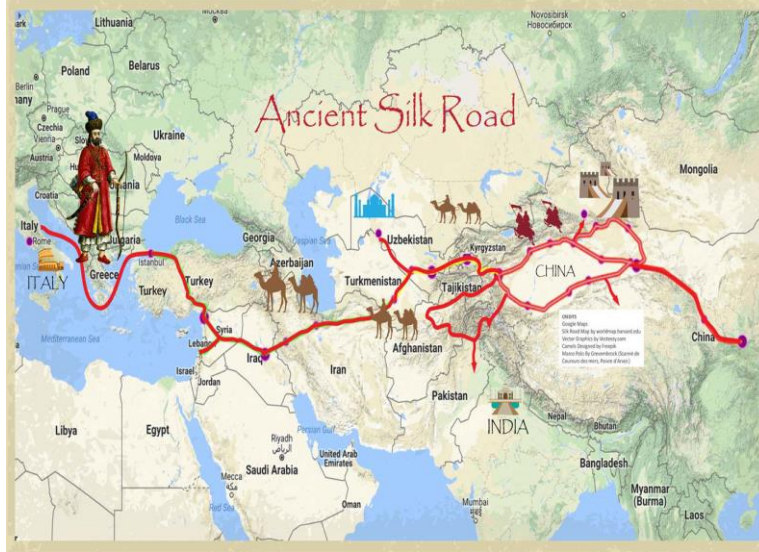 Lithuania
Novosibirsk
Новосибирск
Poland
Belarus
Berlin
Prague
Czechia
Vienna
Austria
Ukraine
Moldova
Croatia
Ancient Silk Road
Mongolia
Italy
Rome
ITALY
Bulgaria
Greece
Black Sea
Istanbul
Turkey
Turkey
Georgia
Azerbaijan
Caspian Sea
Uzbekistan
Kyrgyzstan
Turkmenistan
Tajikistan
CHINA
China
Mediterranean Sea
Syria
Lebano
Israel
Jordan
Iraq
Iran
Afghanistan
Pakistan
CREDITS
Google Maps
Silk Road Map by worldmap.harvard.edu
Vector Graphics by Vecteezy.com
Camels Designed by Freepik
INDIA
Nepal
Bhutan
Libya
Egypt
Riyadh
الرياض
Persian Gulf
Saudi Arabia
United Arab
Emirates
Mecca
مكة
Red Sea
Oman
Mumbai
Bangladesh
Myanmar
(Burma)
Laos